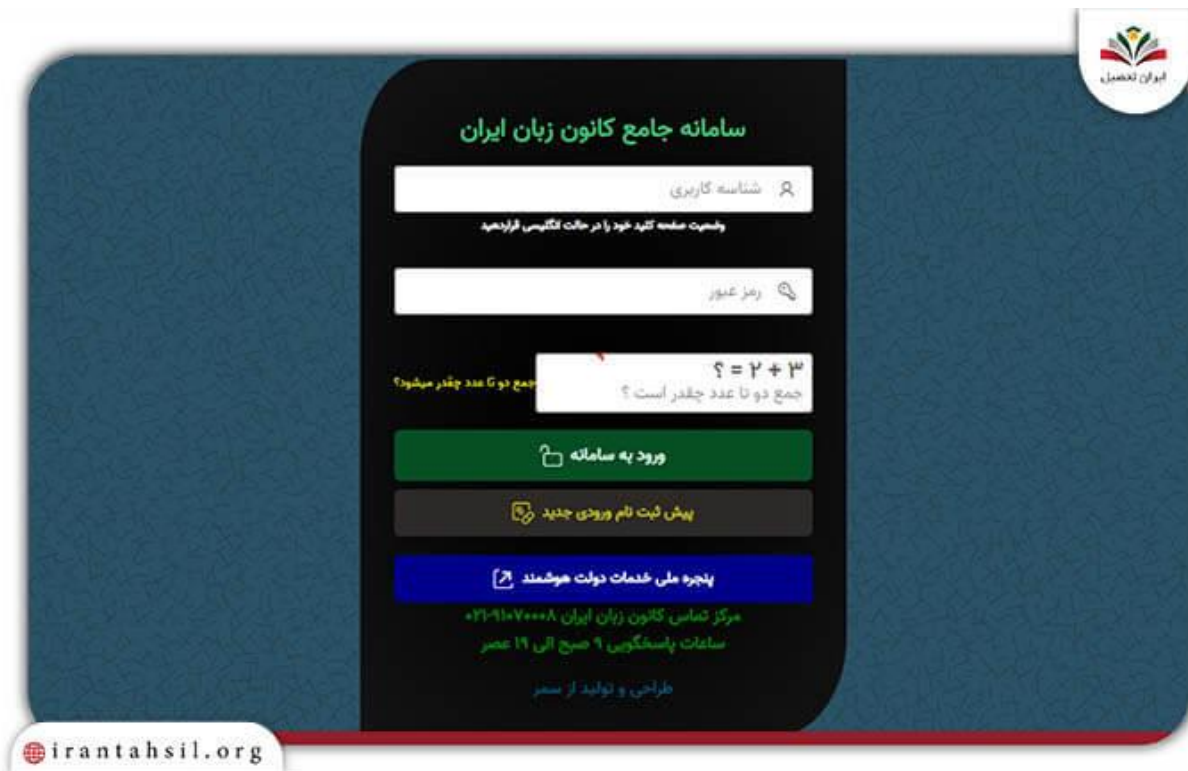 ایران تحصیل
سامانه جامع کانون زبان ایران
شناسه کاربری
وضعیت صفحه کلید خود را در حالت انگلیسی قراردهید
رمز عبور
۳ + ۲ = ؟
جمع دو تا عدد چقدر است ؟
جمع دو تا عدد چقدر میشود؟
ورود به سامانه
پیش ثبت نام ورودی جدید
پنجره ملی خدمات دولت هوشمند
مرکز تماس کانون زبان ایران ۹۱۰۷۰۰۰۸-۰۲۱
ساعات پاسخگویی ۹ صبح الی ۱۹ عصر
طراحی و تولید از سمر
irantahsil.org